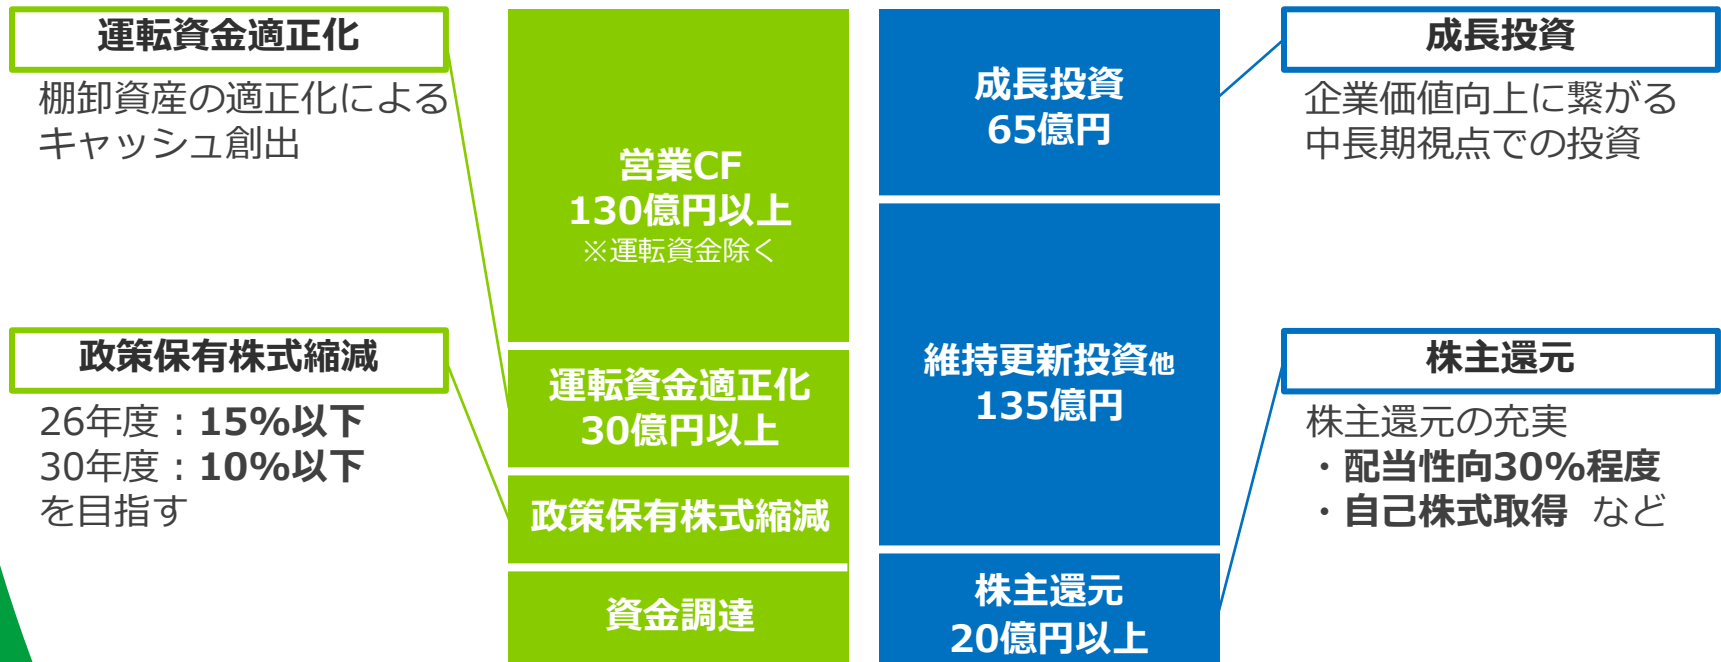 運転資金適正化
棚卸資産の適正化による
キャッシュ創出
政策保有株式縮減
26年度：15%以下
30年度：10%以下
を目指す
営業CF
130億円以上
※運転資金除く
運転資金適正化
30億円以上
政策保有株式縮減
資金調達
成長投資
65億円
維持更新投資他
135億円
株主還元
20億円以上
成長投資
企業価値向上に繋がる
中長期視点での投資
株主還元
株主還元の充実
・配当性向30%程度
・自己株式取得 など